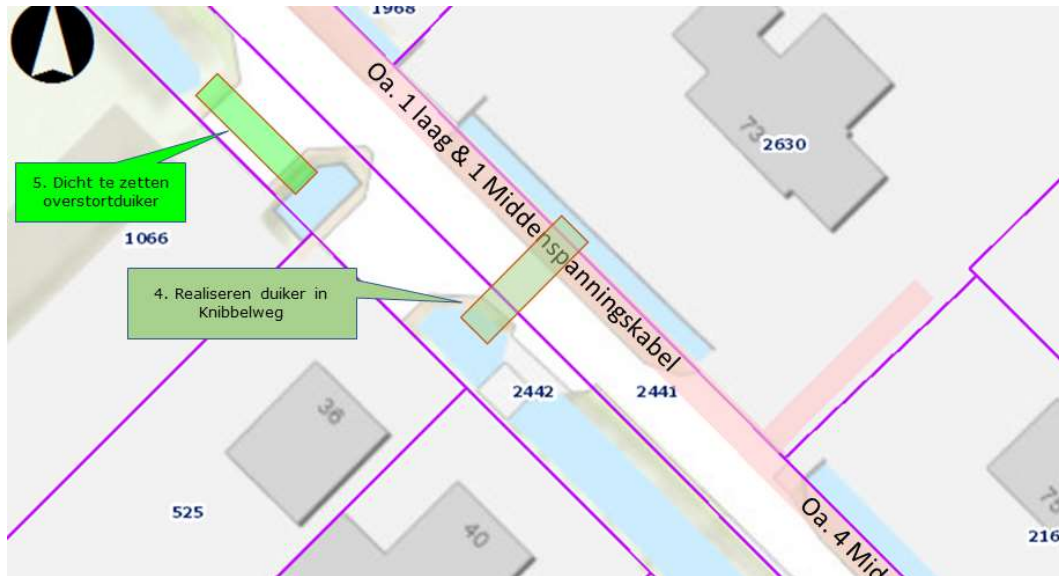 1968
Oa. 1 laag & 1 Middenspanningskabel
73
2630
5. Dicht te zetten
overstortduiker
1066
4. Realiseren duiker in
Knibbelweg
2442
2441
36
525
40
75
Oa. 4 Mid
216